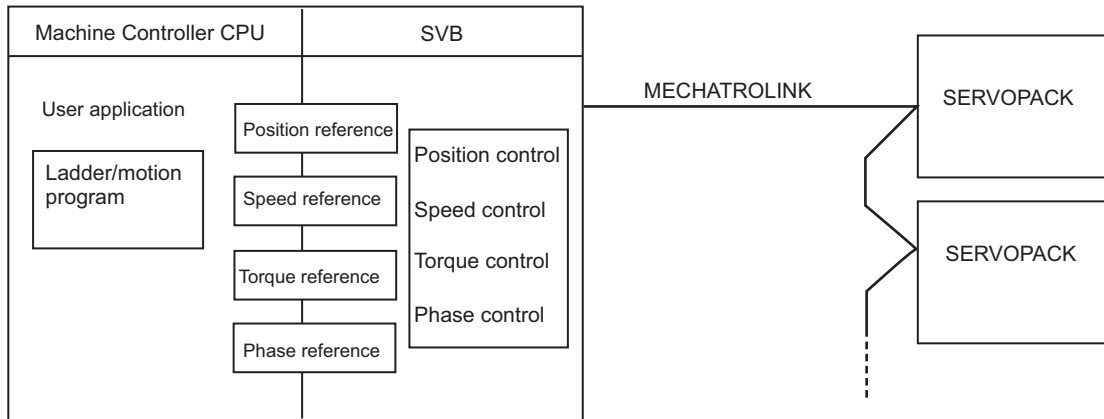 Machine Controller CPU
SVB
User application
Ladder/motion
program
Position reference
Speed reference
Torque reference
Phase reference
Position control
Speed control
Torque control
Phase control
MECHATROLINK
SERVOPACK
SERVOPACK